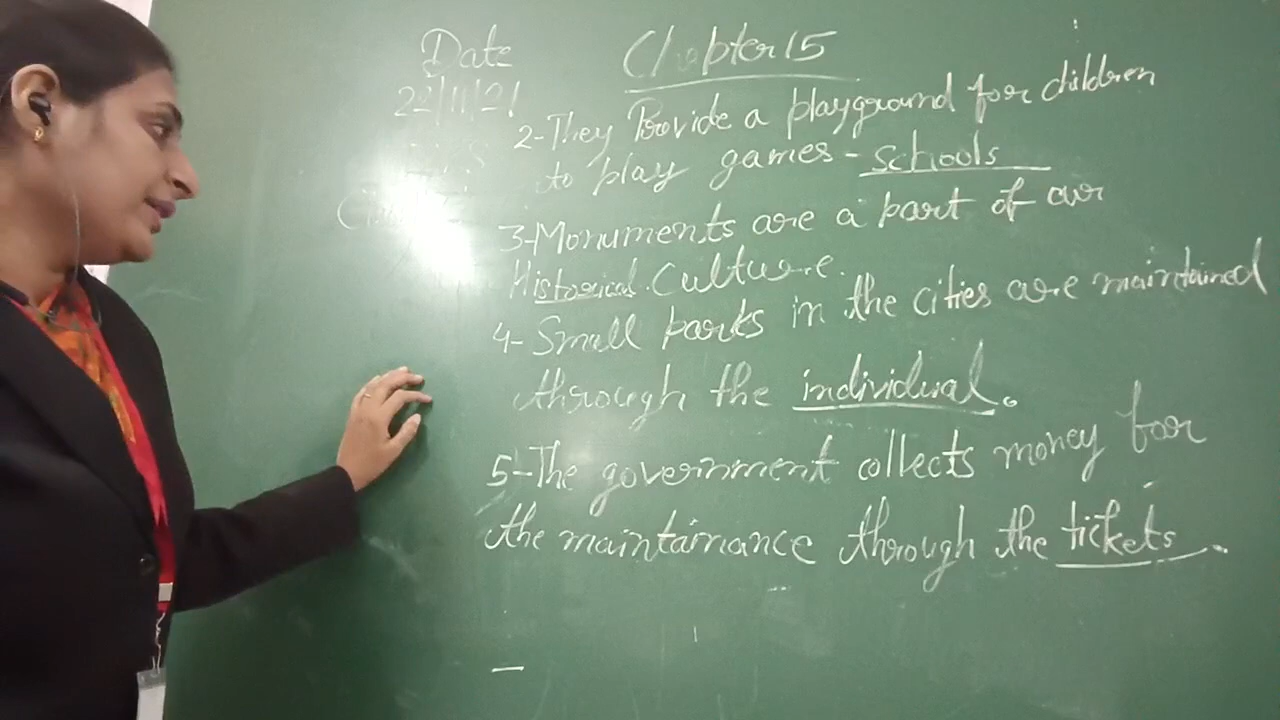 Date
22/11/21
Chapter 15
2-They Provide a playground for children
to play games - schools
3-Monuments are a part of our
Historical Culture.
4- Small parks in the cities are maintained
through the individual.
5-The government collects money for
the maintainance through the tickets.